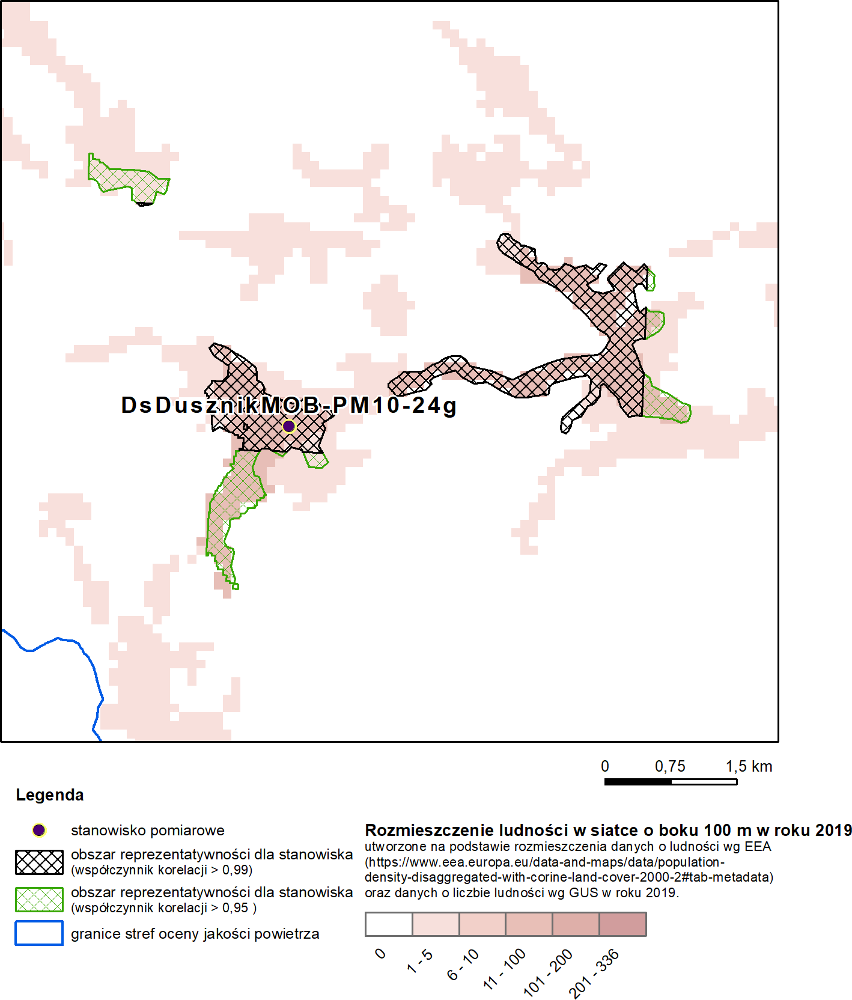 DsDusznikMOB-PM10-24g
0 0,75 1,5 km
Legenda
stanowisko pomiarowe
obszar reprezentatywności dla stanowiska
(współczynnik korelacji > 0,99)
obszar reprezentatywności dla stanowiska
(współczynnik korelacji > 0,95 )
granice stref oceny jakości powietrza
Rozmieszczenie ludności w siatce o boku 100 m w roku 2019
utworzone na podstawie rozmieszczenia danych o ludności wg EEA
(https://www.eea.europa.eu/data-and-maps/data/population-
density-disaggregated-with-corine-land-cover-2000-2#tab-metadata)
oraz danych o liczbie ludności wg GUS w roku 2019.
0
1 - 5
6 - 10
11 - 100
101 - 200
201 - 336